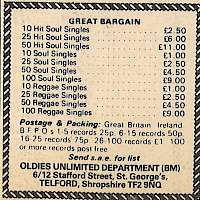 GREAT BARGAIN
10 Hit Soul Singles £2.50
25 Hit Soul Singles £6.00
50 Hit Soul Singles £11.00
10 Soul Singles £1.00
25 Soul Singles £2.50
50 Soul Singles £4.50
100 Soul Singles £9.00
10 Reggae Singles £1.00
25 Reggae Singles £2.50
50 Reggae Singles £4.50
100 Reggae Singles £9.00
Postage & Packing: Great Britain. Ireland.
B F P O s 1-5 records 25p. 6-15 records 50p.
16-25 records 75p. 26-100 records £1. 100
or more records post free
Send s.a.e. for list
OLDIES UNLIMITED DEPARTMENT (BM)
6/12 Stafford Street, St. George's,
TELFORD, Shropshire TF2 9NQ